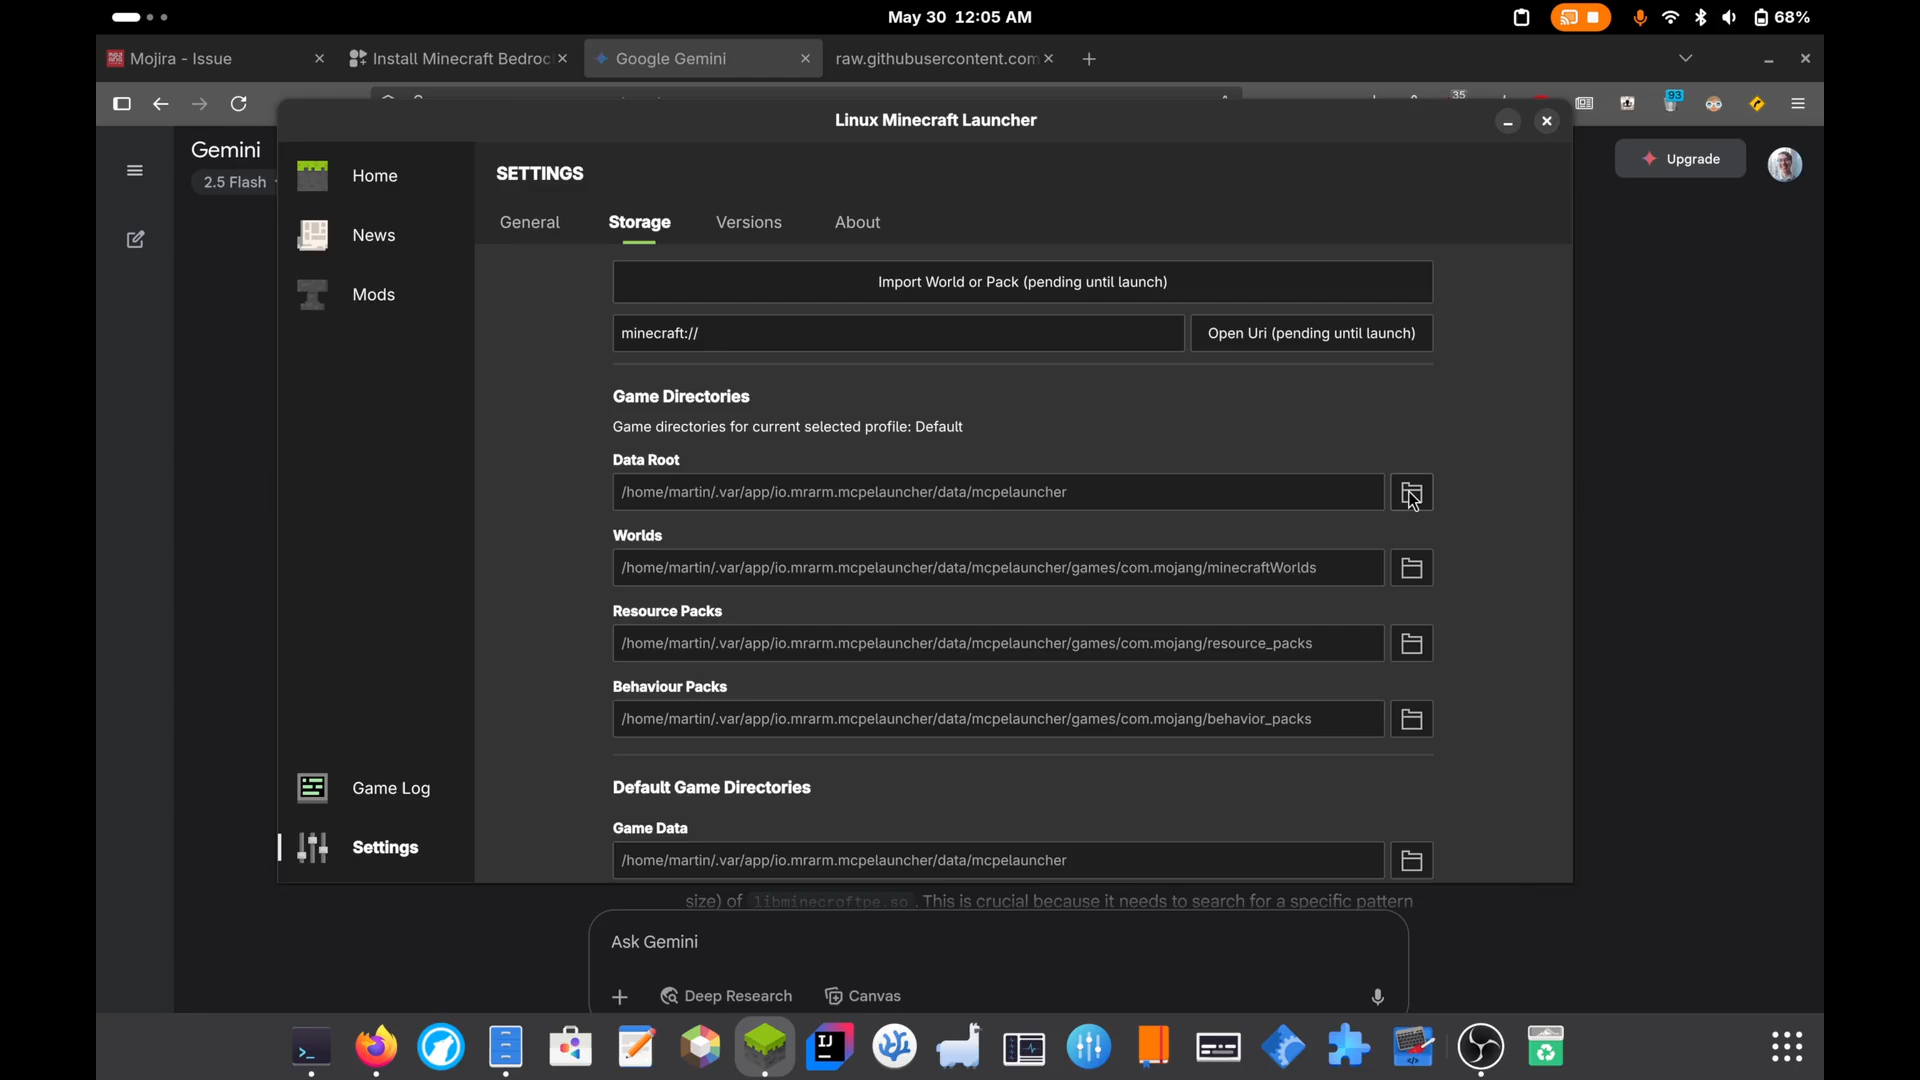 May 30 12:05 AM
68%
Mojira - Issue
Install Minecraft Bedroc
Google Gemini
raw.githubusercontent.com
35
93
Linux Minecraft Launcher
Gemini
2.5 Flash
Upgrade
Home
News
Mods
Game Log
Settings
SETTINGS
General
Storage
Versions
About
Import World or Pack (pending until launch)
minecraft://
Open Uri (pending until launch)
Game Directories
Game directories for current selected profile: Default
Data Root
/home/martin/.var/app/io.mrarm.mcpelauncher/data/mcpelauncher
Worlds
/home/martin/.var/app/io.mrarm.mcpelauncher/data/mcpelauncher/games/com.mojang/minecraftWorlds
Resource Packs
/home/martin/.var/app/io.mrarm.mcpelauncher/data/mcpelauncher/games/com.mojang/resource_packs
Behaviour Packs
/home/martin/.var/app/io.mrarm.mcpelauncher/data/mcpelauncher/games/com.mojang/behavior_packs
Default Game Directories
Game Data
/home/martin/.var/app/io.mrarm.mcpelauncher/data/mcpelauncher
size) of libminecraftpe.so. This is crucial because it needs to search for a specific pattern
Ask Gemini
Deep Research
Canvas
IJ